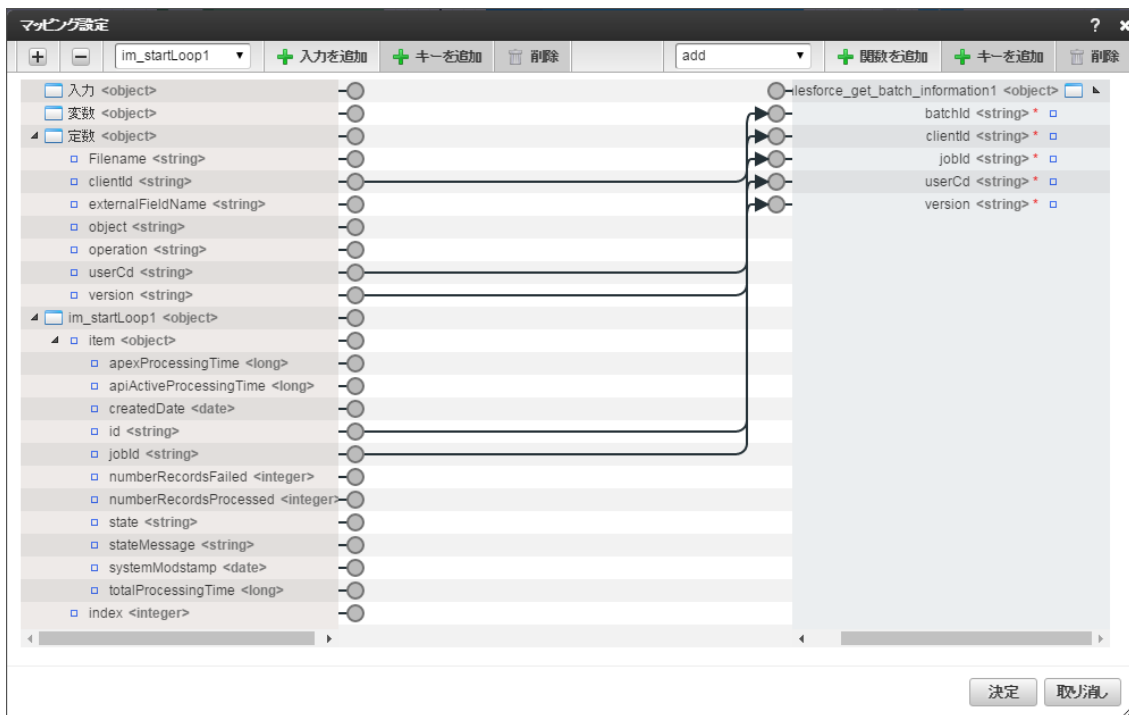 マッピング設定 ?
im_startLoop1 入力を追加 キーを追加 削除 add 関数を追加 キーを追加 削除
入力 <object>
変数 <object>
定数 <object>
Filename <string>
clientId <string>
externalFieldName <string>
object <string>
operation <string>
userCd <string>
version <string>
im_startLoop1 <object>
item <object>
apexProcessingTime <long>
apiActiveProcessingTime <long>
createdDate <date>
id <string>
jobId <string>
numberRecordsFailed <integer>
numberRecordsProcessed <integer>
state <string>
stateMessage <string>
systemModstamp <date>
totalProcessingTime <long>
index <integer>
lesforce_get_batch_information1 <object>
batchId <string> *
clientId <string> *
jobId <string> *
userCd <string> *
version <string> *
決定 取り消し